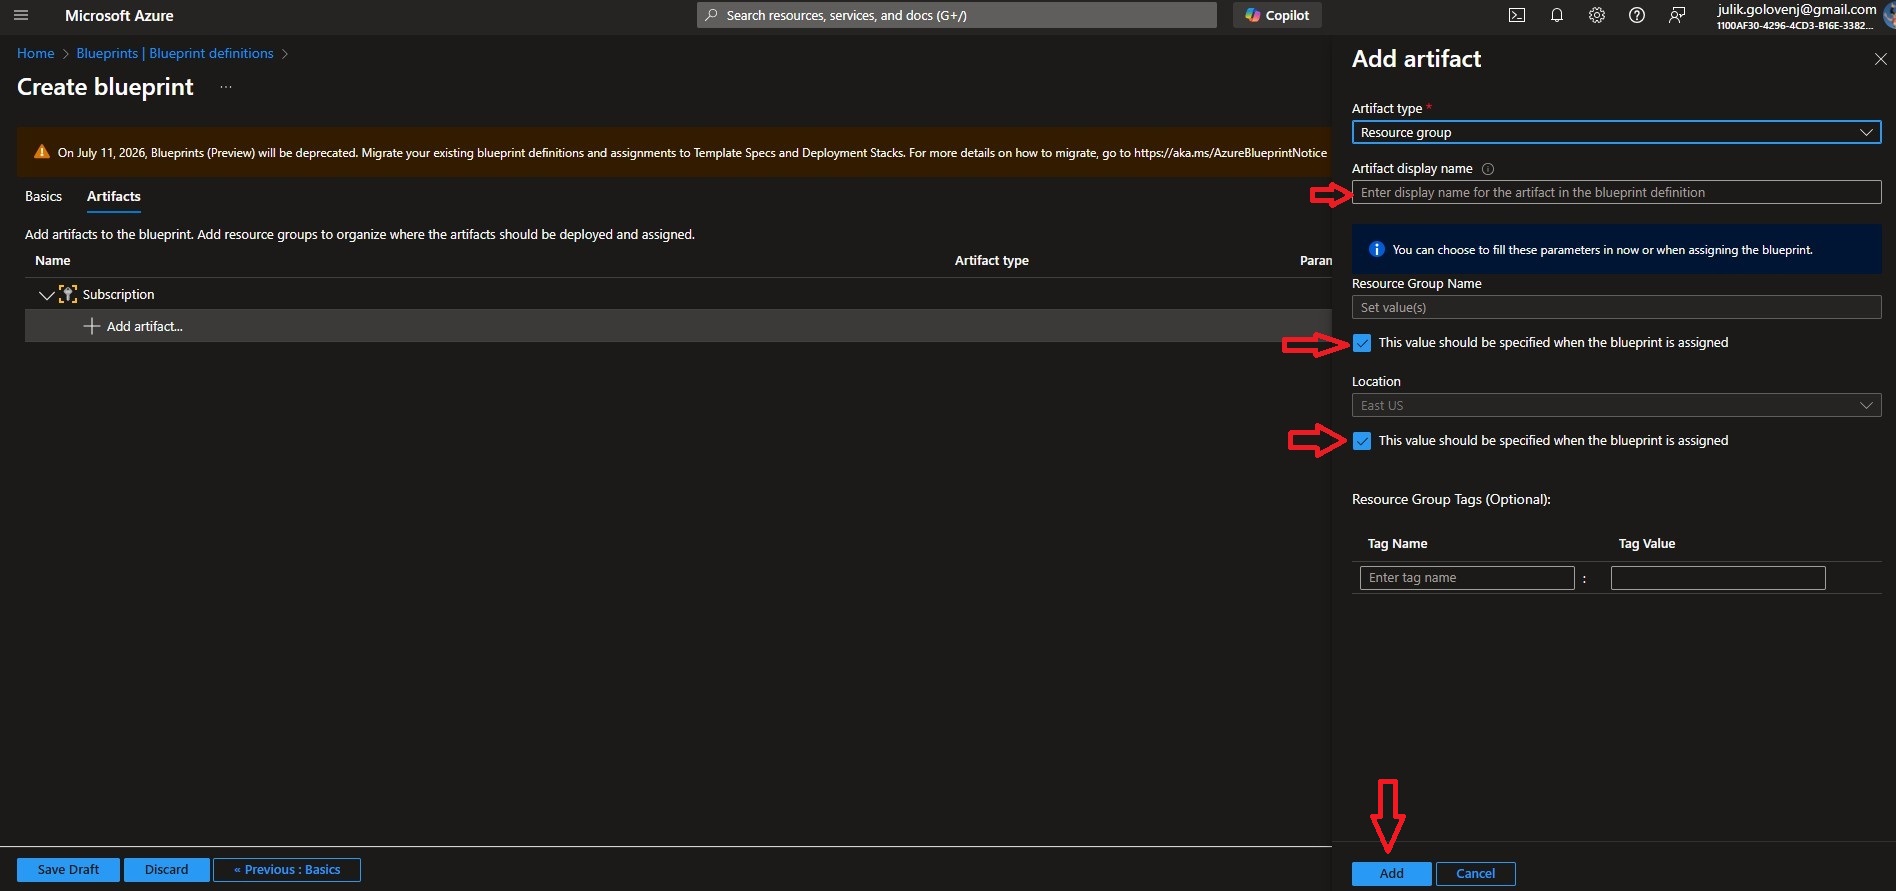 Microsoft Azure
Search resources, services, and docs (G+/)
Copilot
julik.golovenj@gmail.com
1100AF30-4296-4CD3-B16E-3382...
Home > Blueprints | Blueprint definitions >
Create blueprint ...
On July 11, 2026, Blueprints (Preview) will be deprecated. Migrate your existing blueprint definitions and assignments to Template Specs and Deployment Stacks. For more details on how to migrate, go to https://aka.ms/AzureBlueprintNotice
Basics Artifacts
Add artifacts to the blueprint. Add resource groups to organize where the artifacts should be deployed and assigned.
Name Artifact type Param
Subscription
+ Add artifact...
Save Draft Discard « Previous : Basics
Add artifact
Artifact type *
Resource group
Artifact display name
Enter display name for the artifact in the blueprint definition
You can choose to fill these parameters in now or when assigning the blueprint.
Resource Group Name
Set value(s)
This value should be specified when the blueprint is assigned
Location
East US
This value should be specified when the blueprint is assigned
Resource Group Tags (Optional):
Tag Name Tag Value
Enter tag name :
Add Cancel